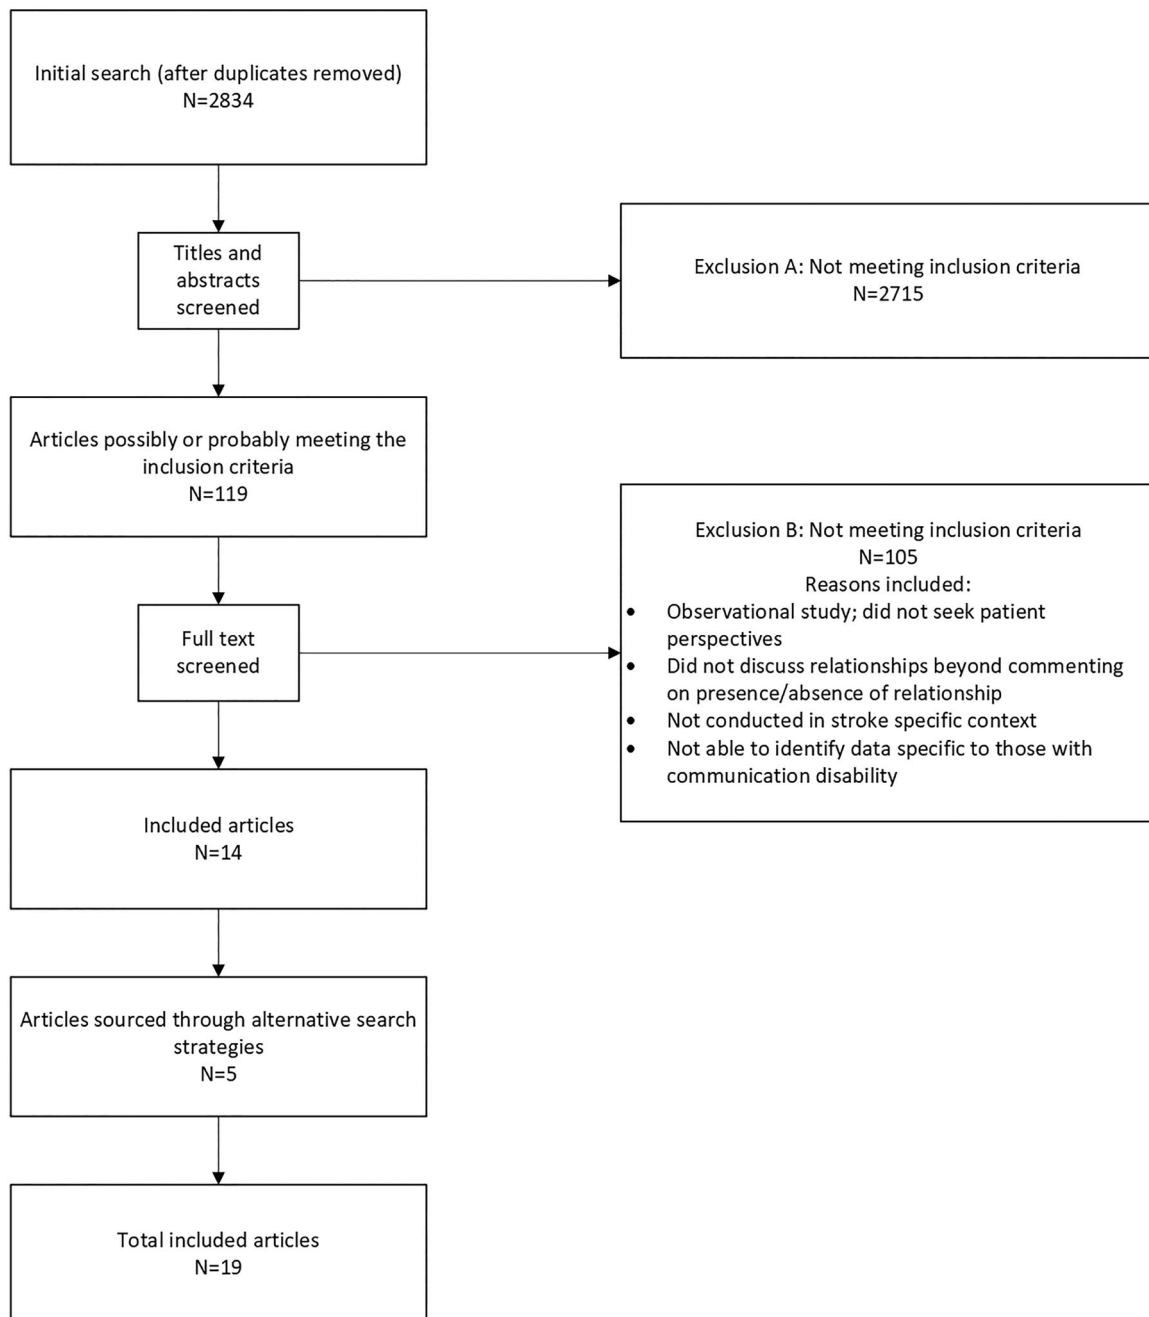 Initial search (after duplicates removed)
N=2834
Titles and
abstracts
screened
Exclusion A: Not meeting inclusion criteria
N=2715
Articles possibly or probably meeting the
inclusion criteria
N=119
Full text
screened
Exclusion B: Not meeting inclusion criteria
N=105
Reasons included:
• Observational study; did not seek patient
perspectives
• Did not discuss relationships beyond commenting
on presence/absence of relationship
• Not conducted in stroke specific context
• Not able to identify data specific to those with
communication disability
Included articles
N=14
Articles sourced through alternative search
strategies
N=5
Total included articles
N=19